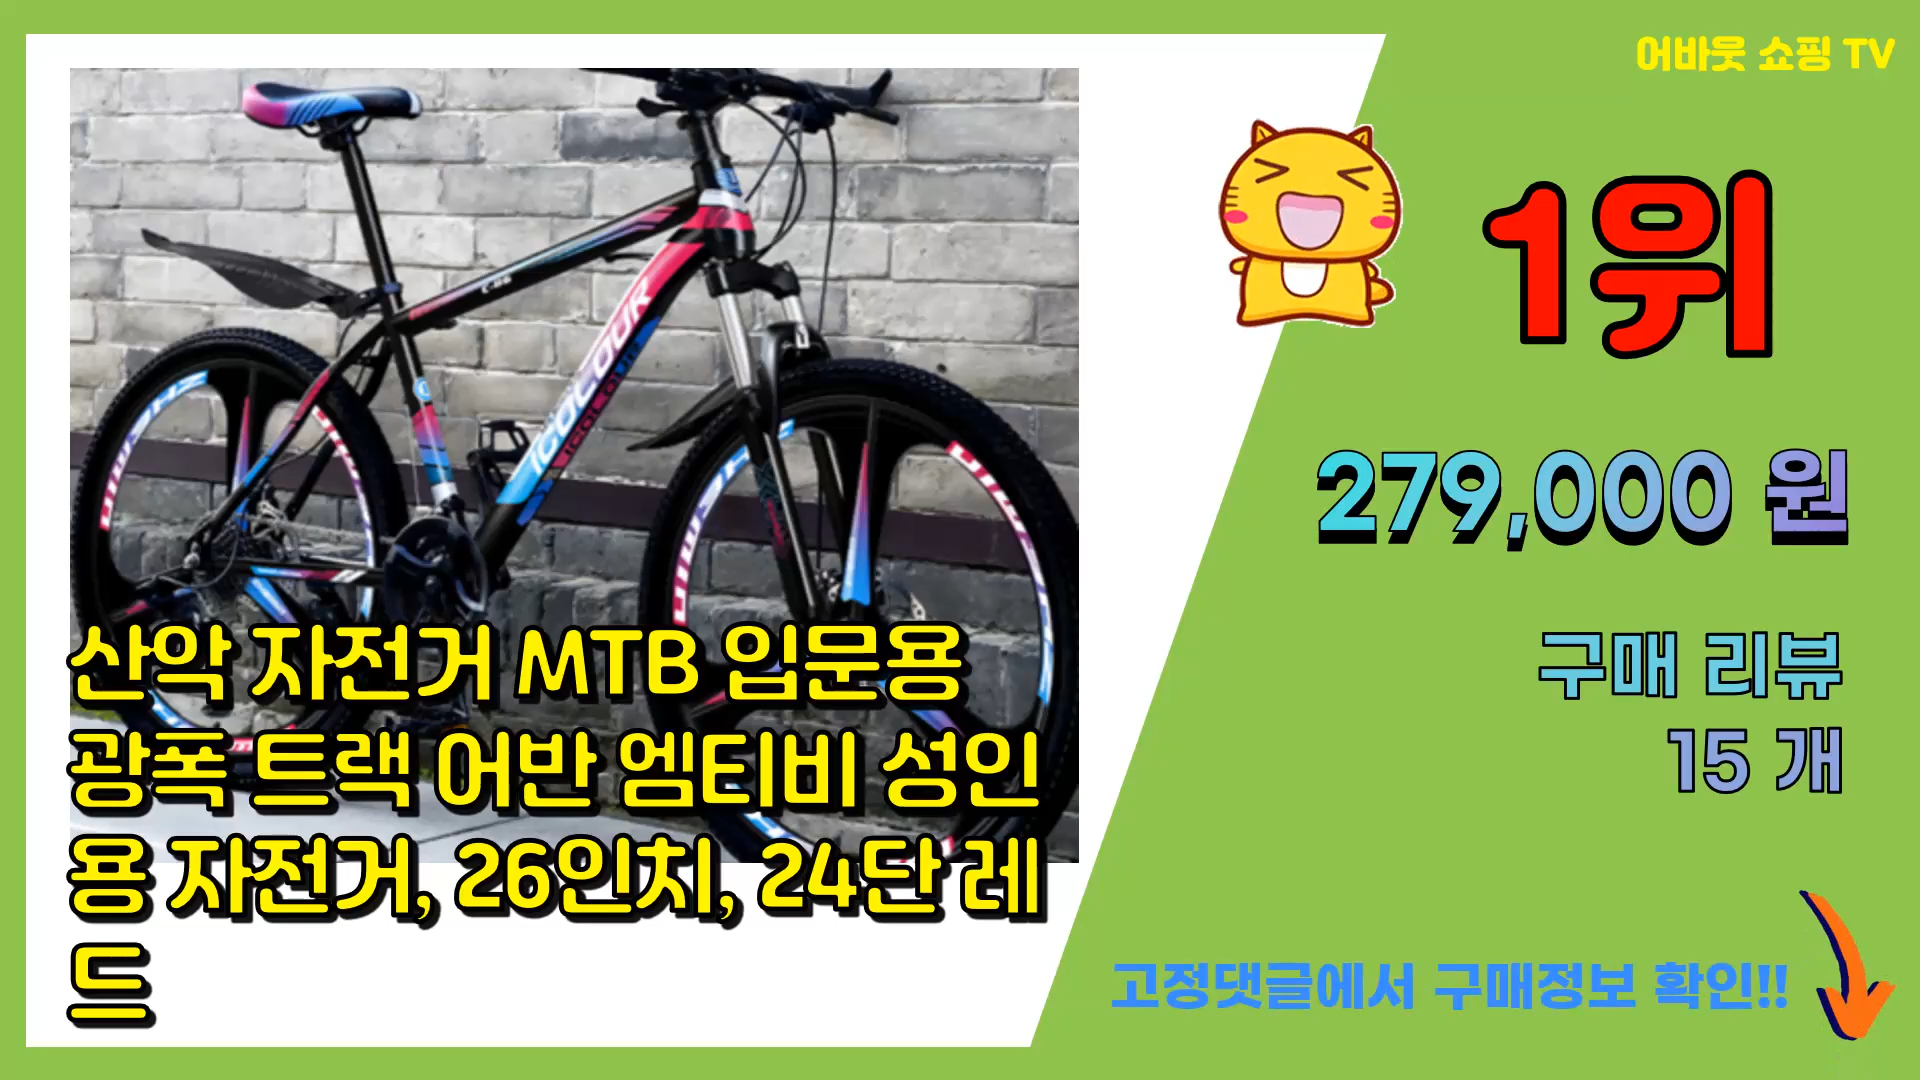 어바웃 쇼핑 TV
1위
279,000 원
구매 리뷰
15 개
ICOLOUR
산악 자전거 MTB 입문용
광폭 트랙 어반 엠티비 성인
용 자전거, 26인치, 24단 레
드
고정댓글에서 구매정보 확인!!